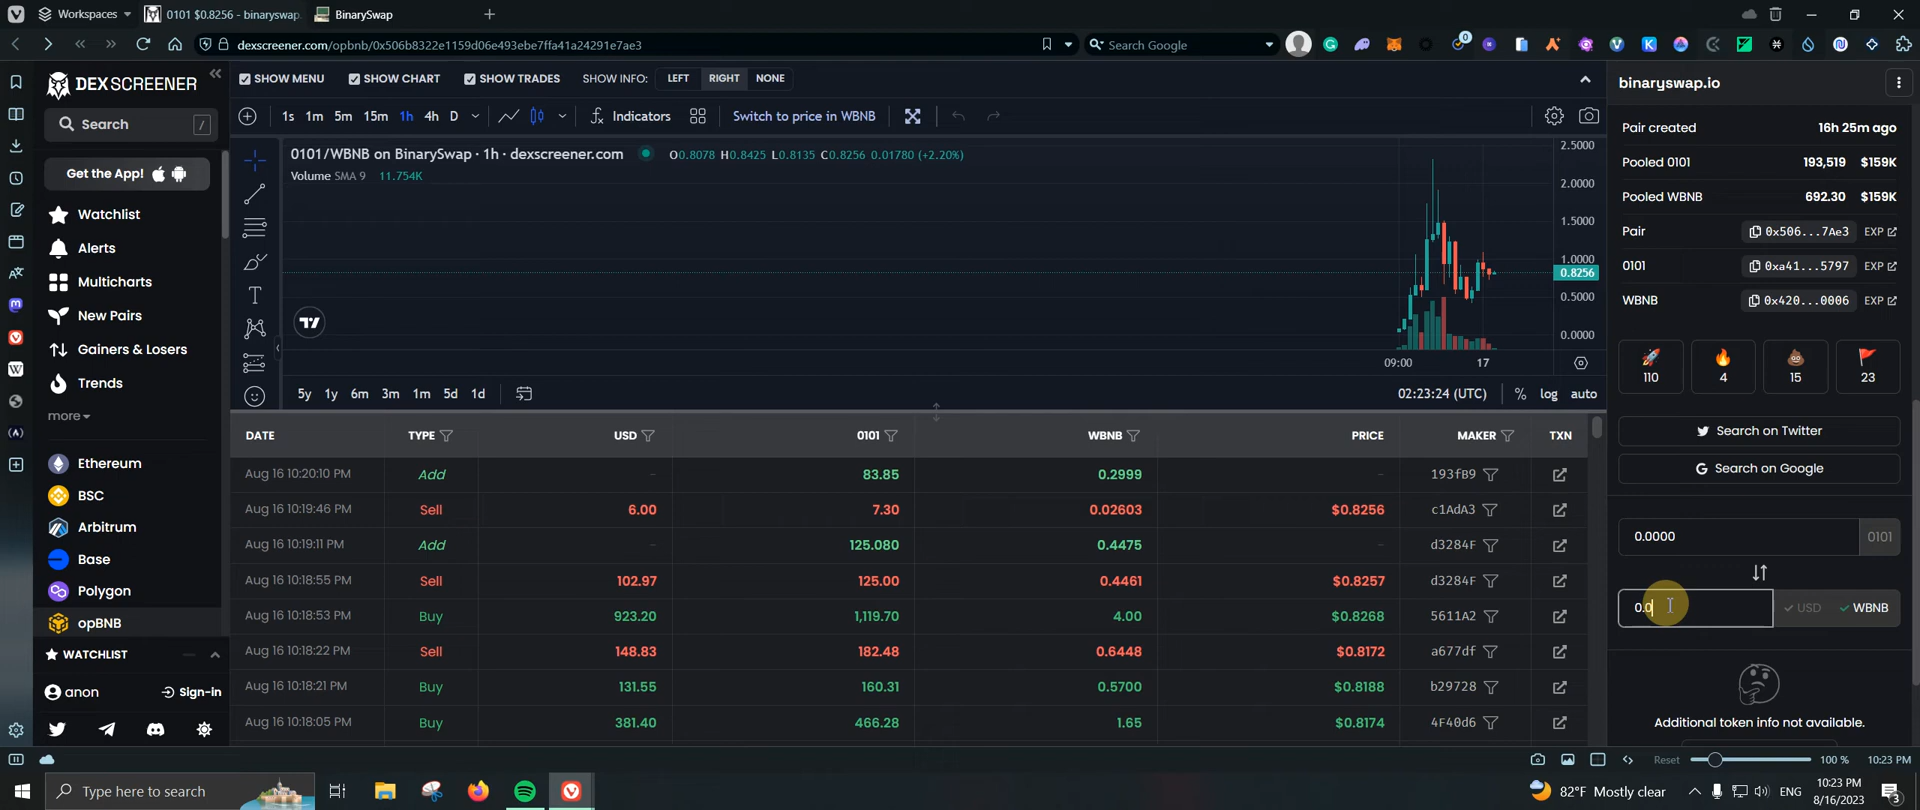 Workspaces
0101 $0.8256 - binaryswap.
BinarySwap
dexscreener.com/opbnb/0x506b8322e1159d06e493ebe7ffa41a24291e7ae3
Search Google
0
DEXSCREENER
Search /
Get the App!
Watchlist
Alerts
Multicharts
New Pairs
Gainers & Losers
Trends
more
Ethereum
BSC
Arbitrum
Base
Polygon
opBNB
WATCHLIST
anon Sign-in
SHOW MENU SHOW CHART SHOW TRADES SHOW INFO: LEFT RIGHT NONE
1s 1m 5m 15m 1h 4h D Indicators Switch to price in WBNB
0101/WBNB on BinarySwap · 1h · dexscreener.com O0.8078 H0.8425 L0.8135 C0.8256 0.01780 (+2.20%)
Volume SMA 9 11.754K
2.5000
2.0000
1.5000
1.0000
0.8256
0.5000
0.0000
09:00 17
5y 1y 6m 3m 1m 5d 1d 02:23:24 (UTC) % log auto
DATE TYPE USD 0101 WBNB PRICE MAKER TXN
Aug 16 10:20:10 PM Add – 83.85 0.2999 – 193fB9
Aug 16 10:19:46 PM Sell 6.00 7.30 0.02603 $0.8256 c1AdA3
Aug 16 10:19:11 PM Add – 125.080 0.4475 – d3284F
Aug 16 10:18:55 PM Sell 102.97 125.00 0.4461 $0.8257 d3284F
Aug 16 10:18:53 PM Buy 923.20 1,119.70 4.00 $0.8268 5611A2
Aug 16 10:18:22 PM Sell 148.83 182.48 0.6448 $0.8172 a677df
Aug 16 10:18:21 PM Buy 131.55 160.31 0.5700 $0.8188 b29728
Aug 16 10:18:05 PM Buy 381.40 466.28 1.65 $0.8174 4F40d6
binaryswap.io
Pair created 16h 25m ago
Pooled 0101 193,519 $159K
Pooled WBNB 692.30 $159K
Pair 0x506...7Ae3 EXP
0101 0xa41...5797 EXP
WBNB 0x420...0006 EXP
110 4 15 23
Search on Twitter
Search on Google
0.0000 0101
0.0 USD WBNB
Additional token info not available.
Reset 100 % 10:23 PM
Type here to search
82°F Mostly clear ENG 10:23 PM
8/16/2023
3